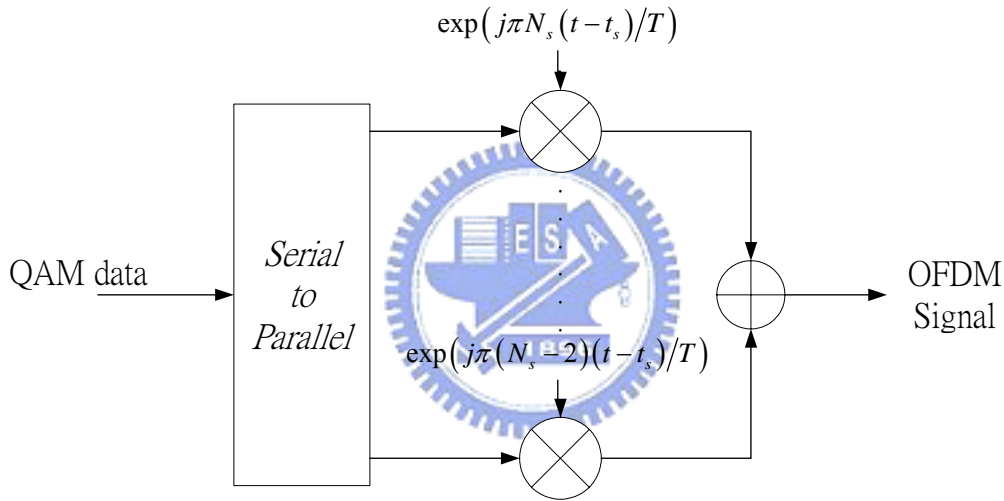 exp(jπN_s(t−t_s)/T)
QAM data
Serial
to
Parallel
E S A
OFDM
Signal
exp(jπ(N_s−2)(t−t_s)/T)